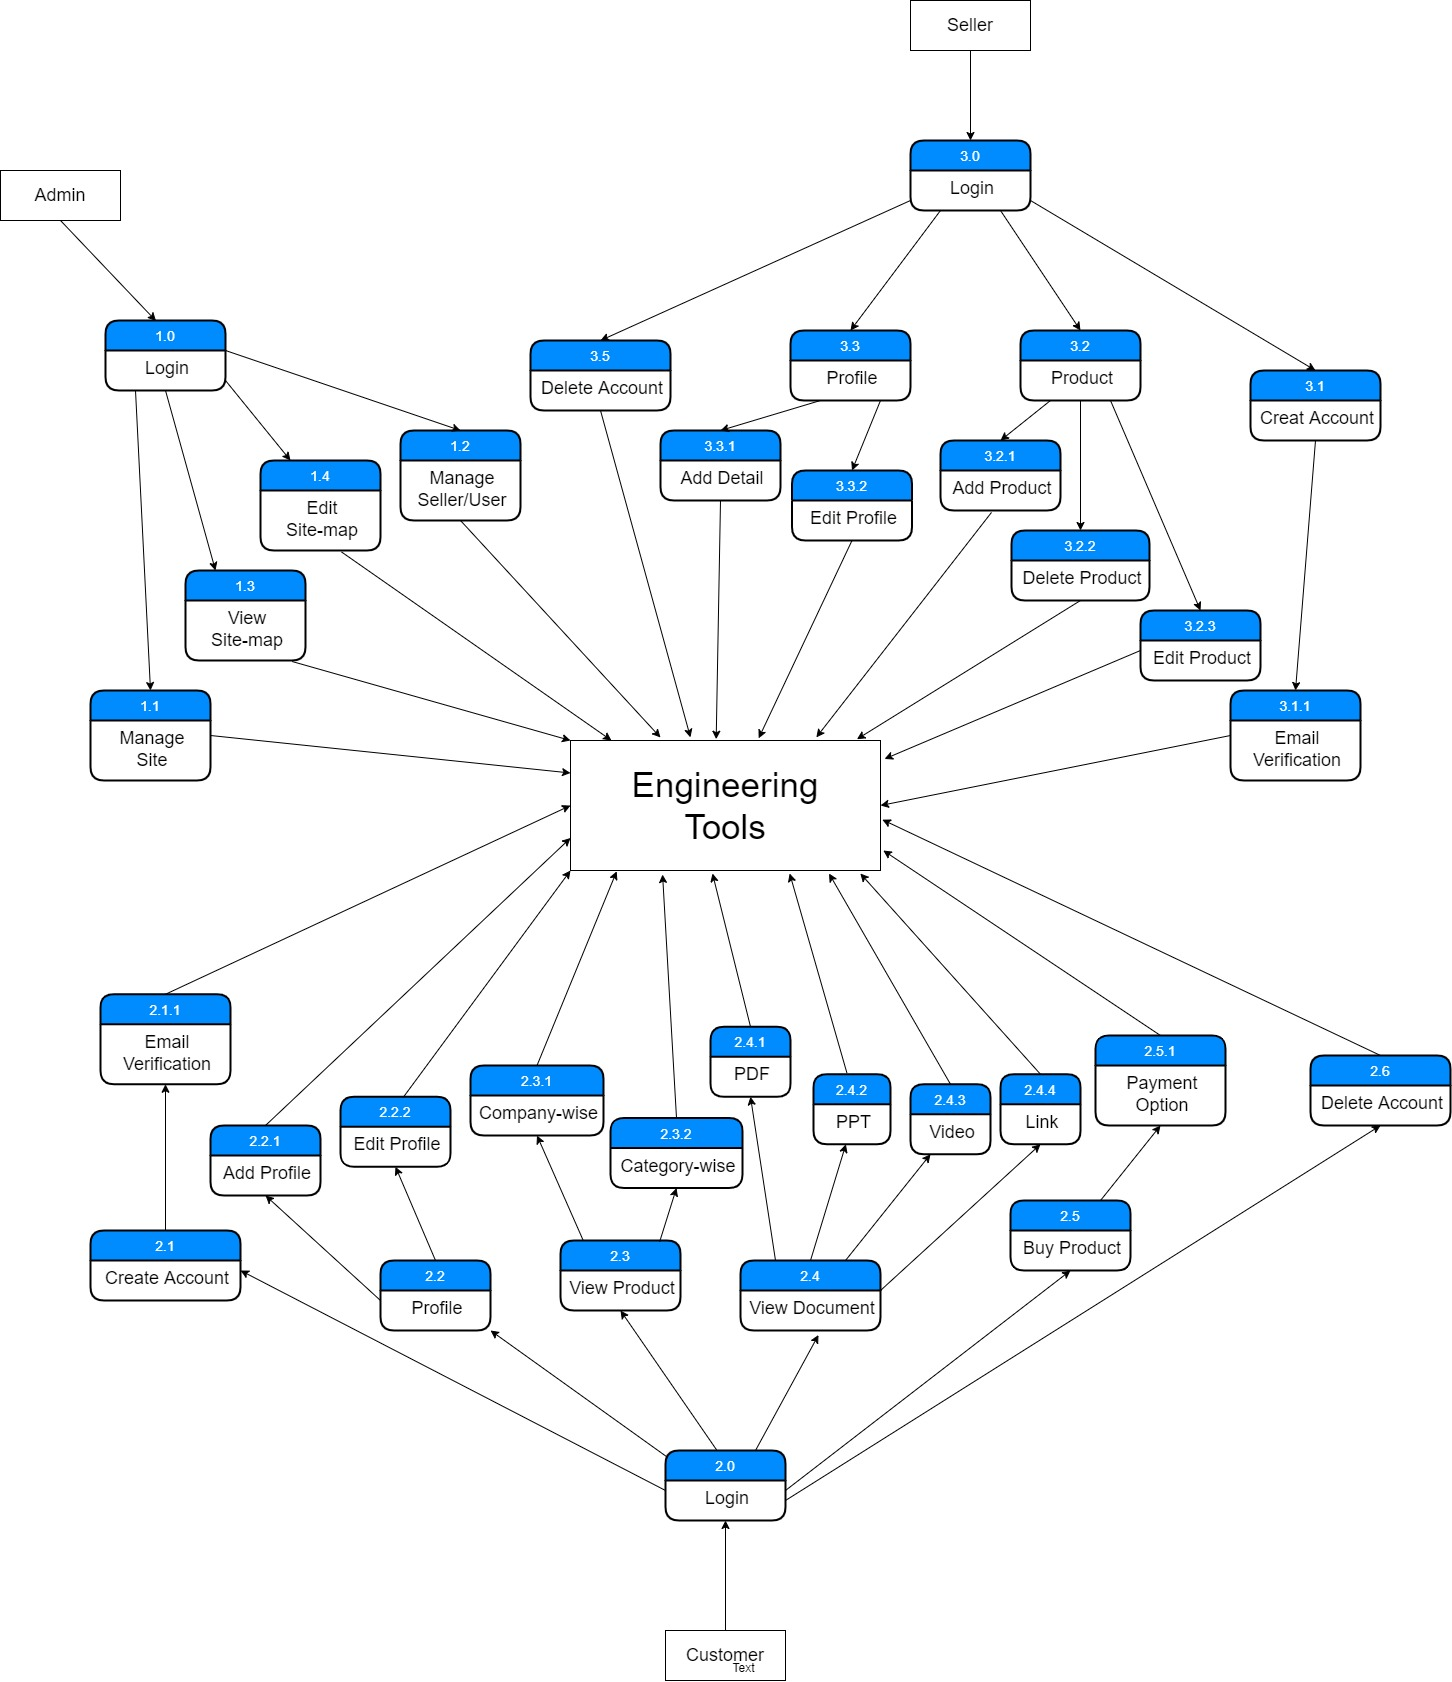 Seller
3.0
Login
Admin
1.0
Login
3.5
Delete Account
3.3
Profile
3.2
Product
3.1
Creat Account
1.2
Manage
Seller/User
1.4
Edit
Site-map
3.3.1
Add Detail
3.3.2
Edit Profile
3.2.1
Add Product
3.2.2
Delete Product
1.3
View
Site-map
3.2.3
Edit Product
1.1
Manage
Site
3.1.1
Email
Verification
Engineering
Tools
2.1.1
Email
Verification
2.2.1
Add Profile
2.2.2
Edit Profile
2.3.1
Company-wise
2.3.2
Category-wise
2.4.1
PDF
2.4.2
PPT
2.4.3
Video
2.4.4
Link
2.5.1
Payment
Option
2.6
Delete Account
2.1
Create Account
2.2
Profile
2.3
View Product
2.4
View Document
2.5
Buy Product
2.0
Login
Customer
Text